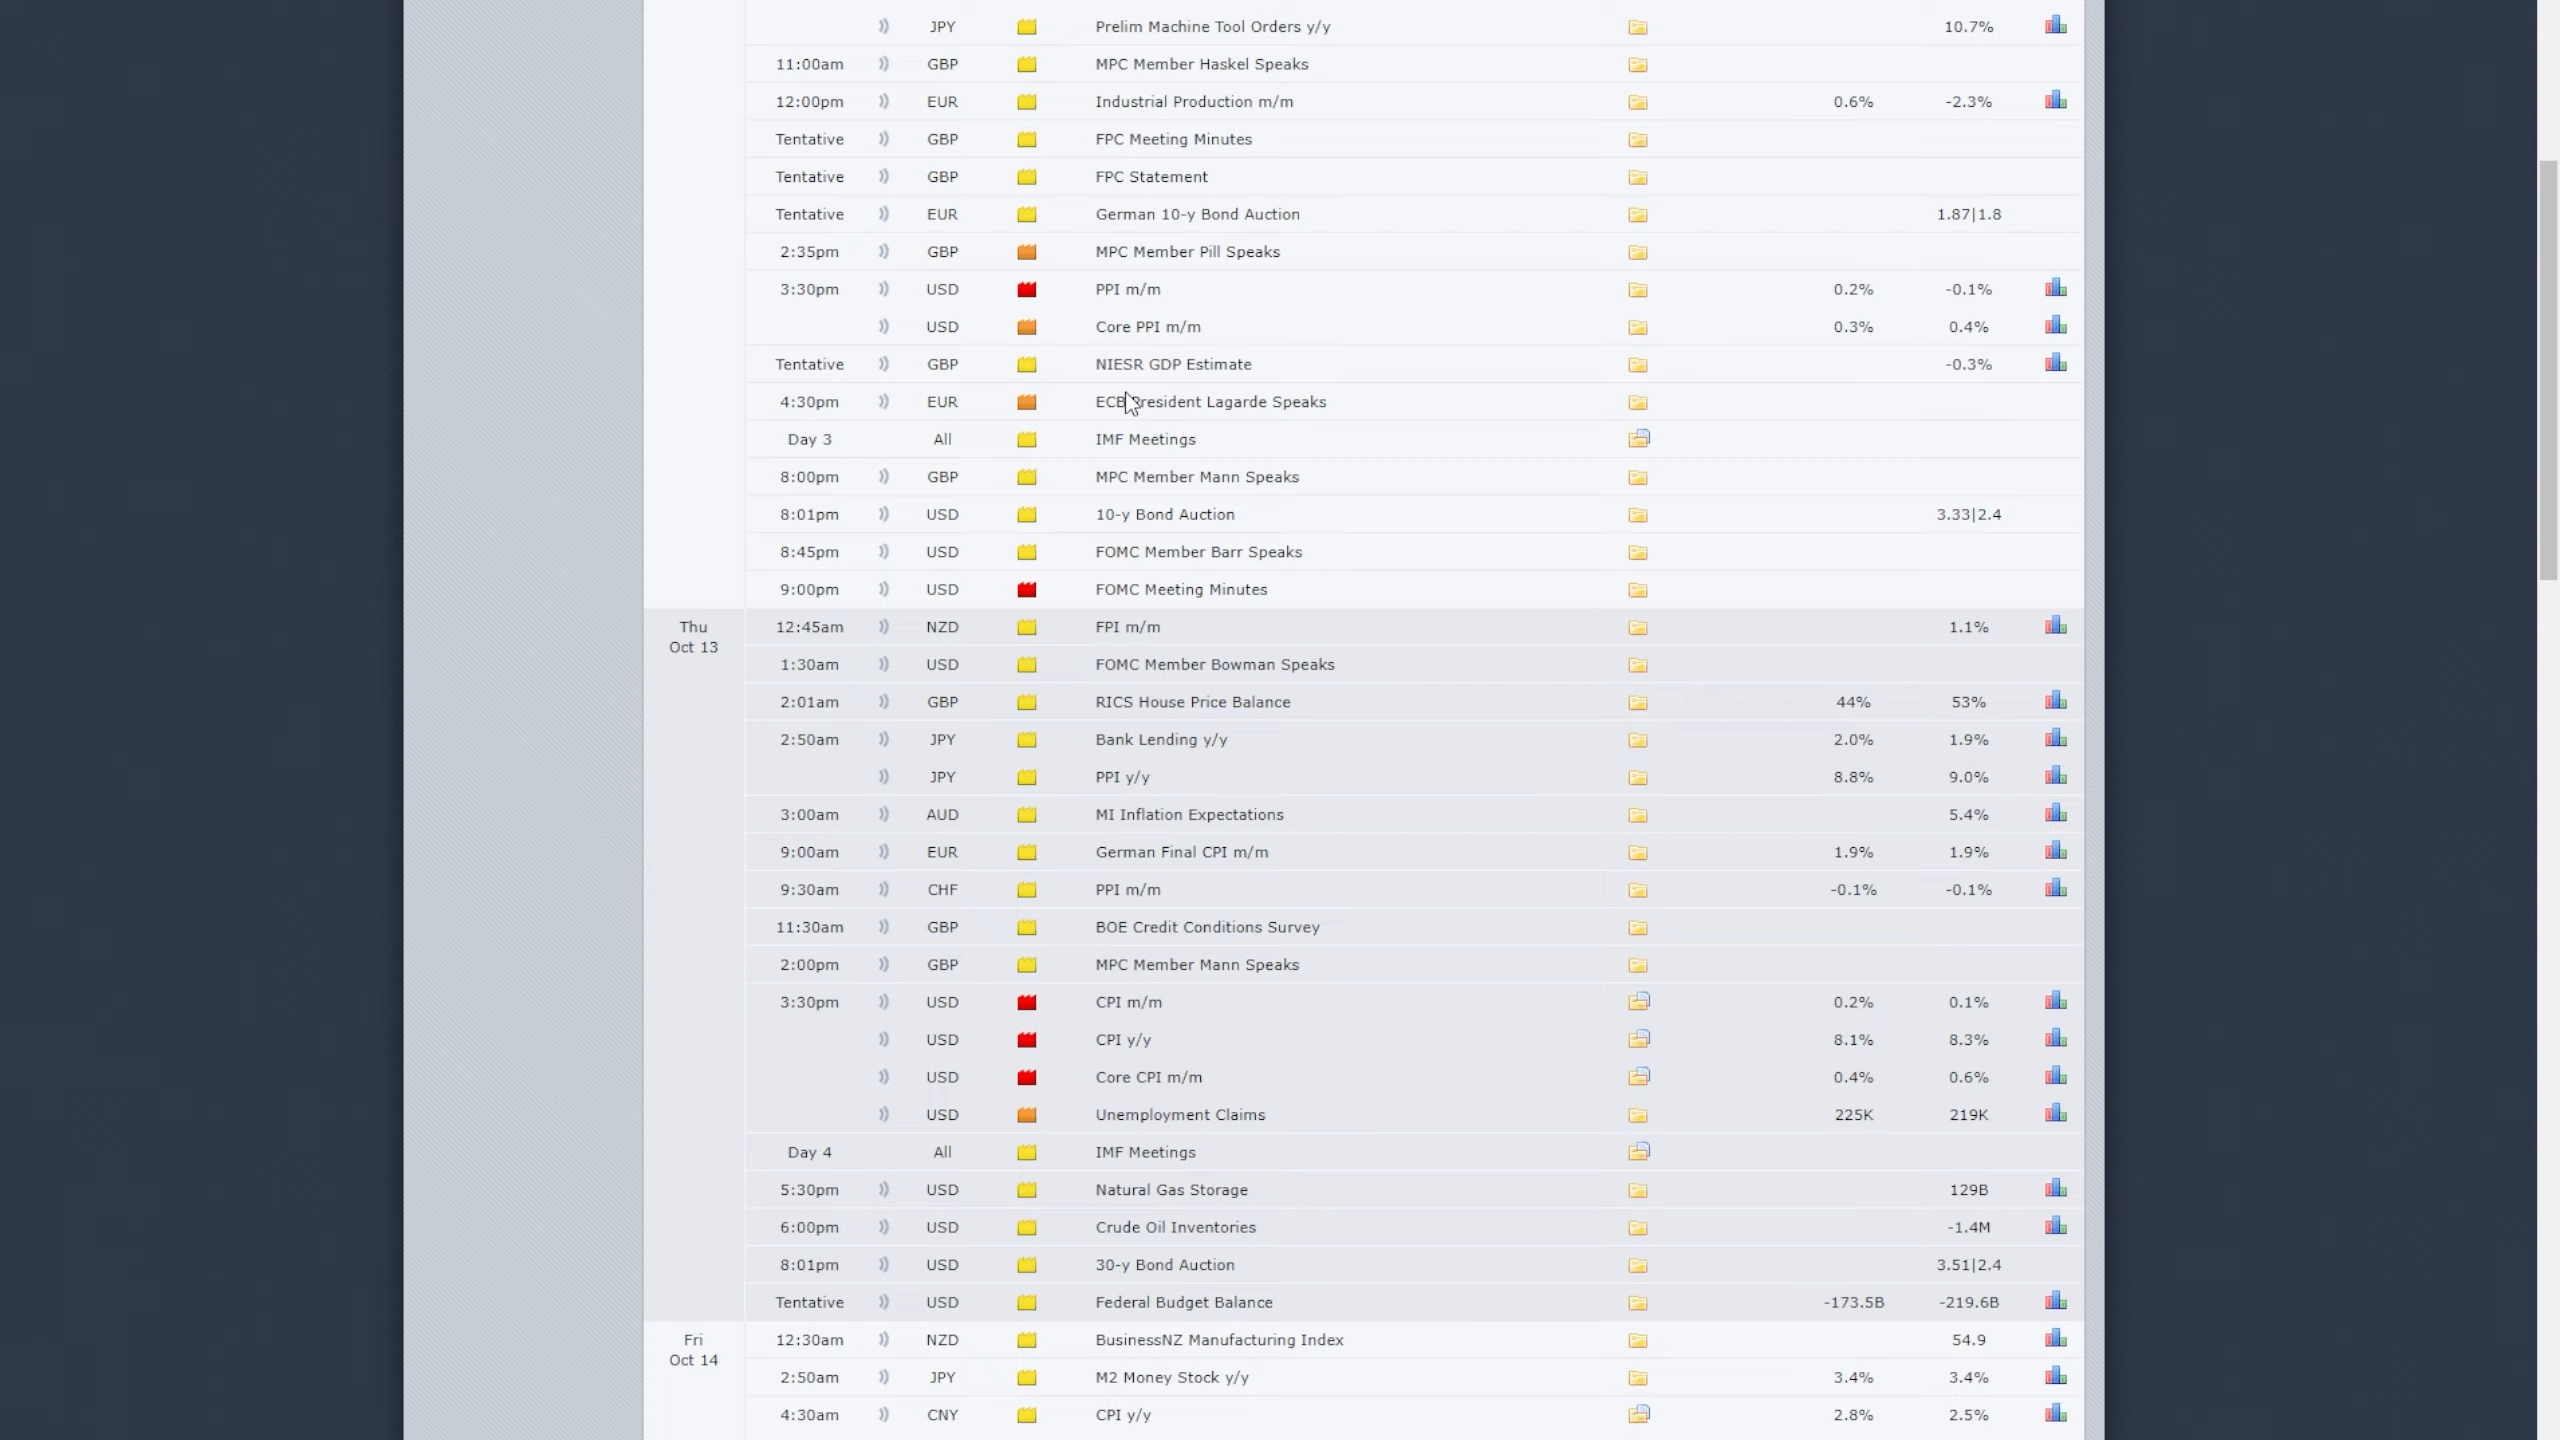 JPY Prelim Machine Tool Orders y/y 10.7%
11:00am GBP MPC Member Haskel Speaks
12:00pm EUR Industrial Production m/m 0.6% -2.3%
Tentative GBP FPC Meeting Minutes
Tentative GBP FPC Statement
Tentative EUR German 10-y Bond Auction 1.87|1.8
2:35pm GBP MPC Member Pill Speaks
3:30pm USD PPI m/m 0.2% -0.1%
USD Core PPI m/m 0.3% 0.4%
Tentative GBP NIESR GDP Estimate -0.3%
4:30pm EUR ECB President Lagarde Speaks
Day 3 All IMF Meetings
8:00pm GBP MPC Member Mann Speaks
8:01pm USD 10-y Bond Auction 3.33|2.4
8:45pm USD FOMC Member Barr Speaks
9:00pm USD FOMC Meeting Minutes
Thu 12:45am NZD FPI m/m 1.1%
Oct 13
1:30am USD FOMC Member Bowman Speaks
2:01am GBP RICS House Price Balance 44% 53%
2:50am JPY Bank Lending y/y 2.0% 1.9%
JPY PPI y/y 8.8% 9.0%
3:00am AUD MI Inflation Expectations 5.4%
9:00am EUR German Final CPI m/m 1.9% 1.9%
9:30am CHF PPI m/m -0.1% -0.1%
11:30am GBP BOE Credit Conditions Survey
2:00pm GBP MPC Member Mann Speaks
3:30pm USD CPI m/m 0.2% 0.1%
USD CPI y/y 8.1% 8.3%
USD Core CPI m/m 0.4% 0.6%
USD Unemployment Claims 225K 219K
Day 4 All IMF Meetings
5:30pm USD Natural Gas Storage 129B
6:00pm USD Crude Oil Inventories -1.4M
8:01pm USD 30-y Bond Auction 3.51|2.4
Tentative USD Federal Budget Balance -173.5B -219.6B
Fri 12:30am NZD BusinessNZ Manufacturing Index 54.9
Oct 14
2:50am JPY M2 Money Stock y/y 3.4% 3.4%
4:30am CNY CPI y/y 2.8% 2.5%